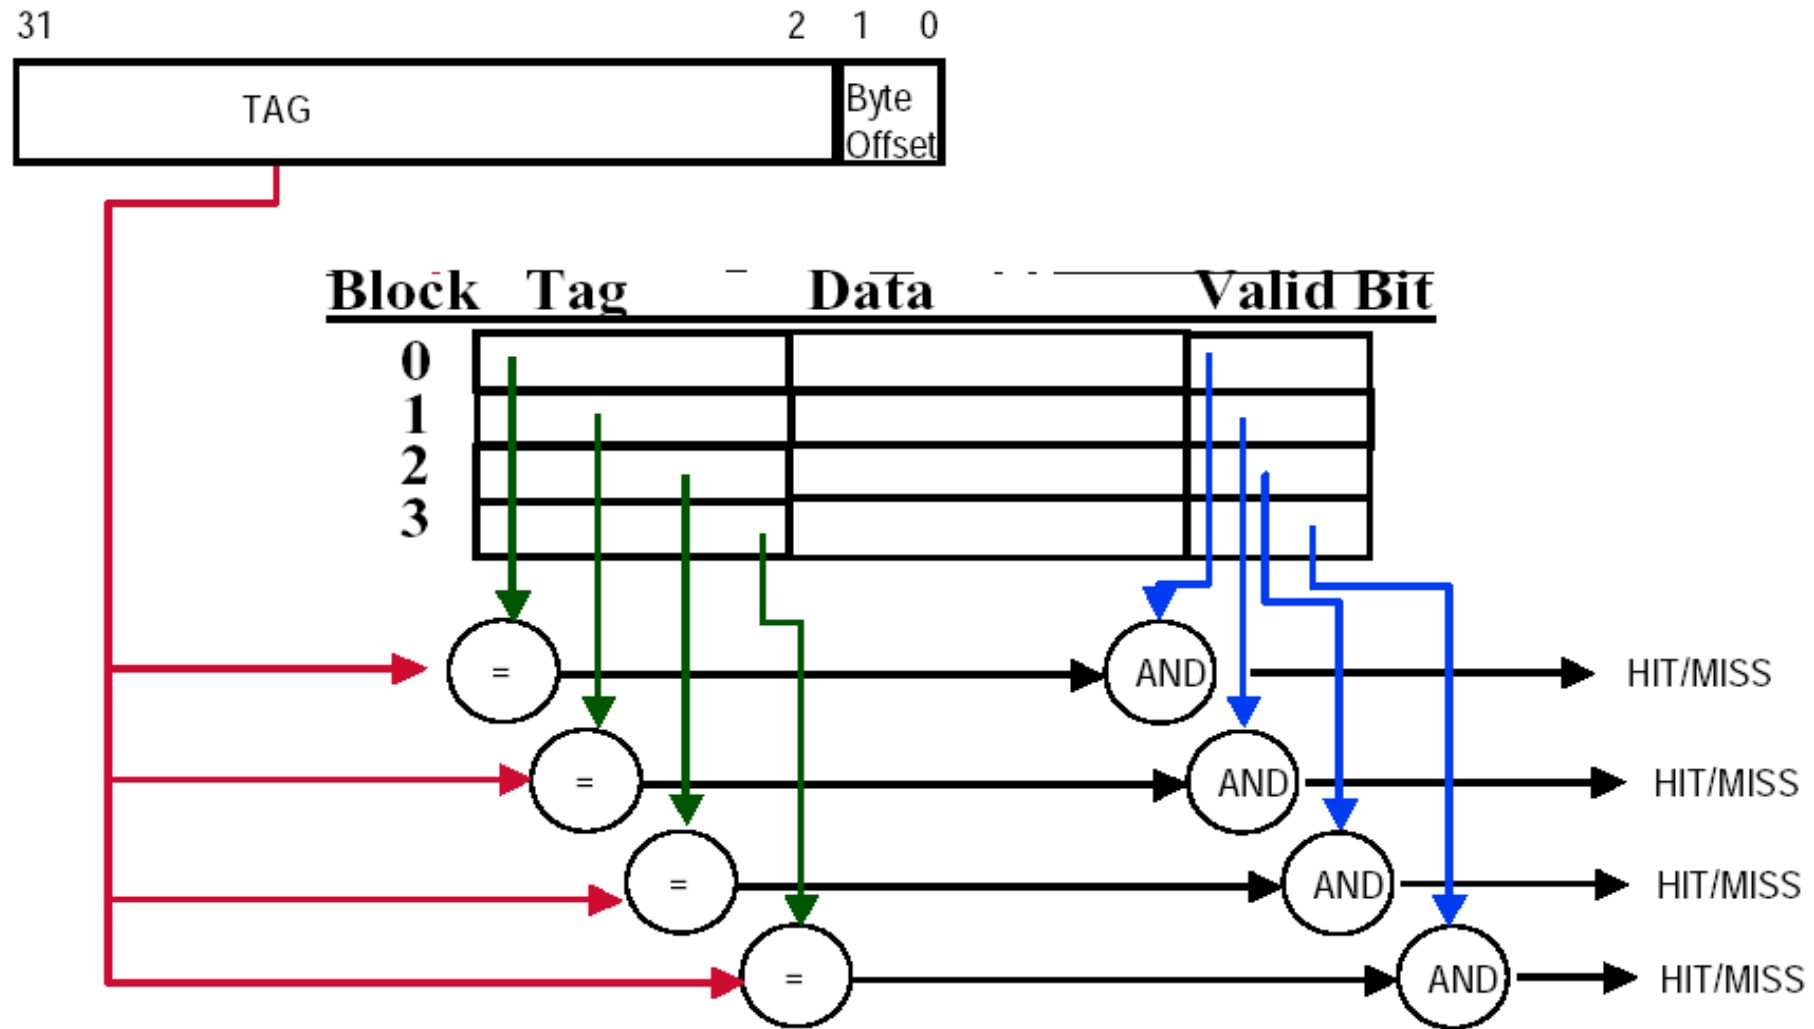 31 2 1 0
TAG
Byte
Offset
Block Tag Data Valid Bit
0
1
2
3
= AND HIT/MISS
= AND HIT/MISS
= AND HIT/MISS
= AND HIT/MISS